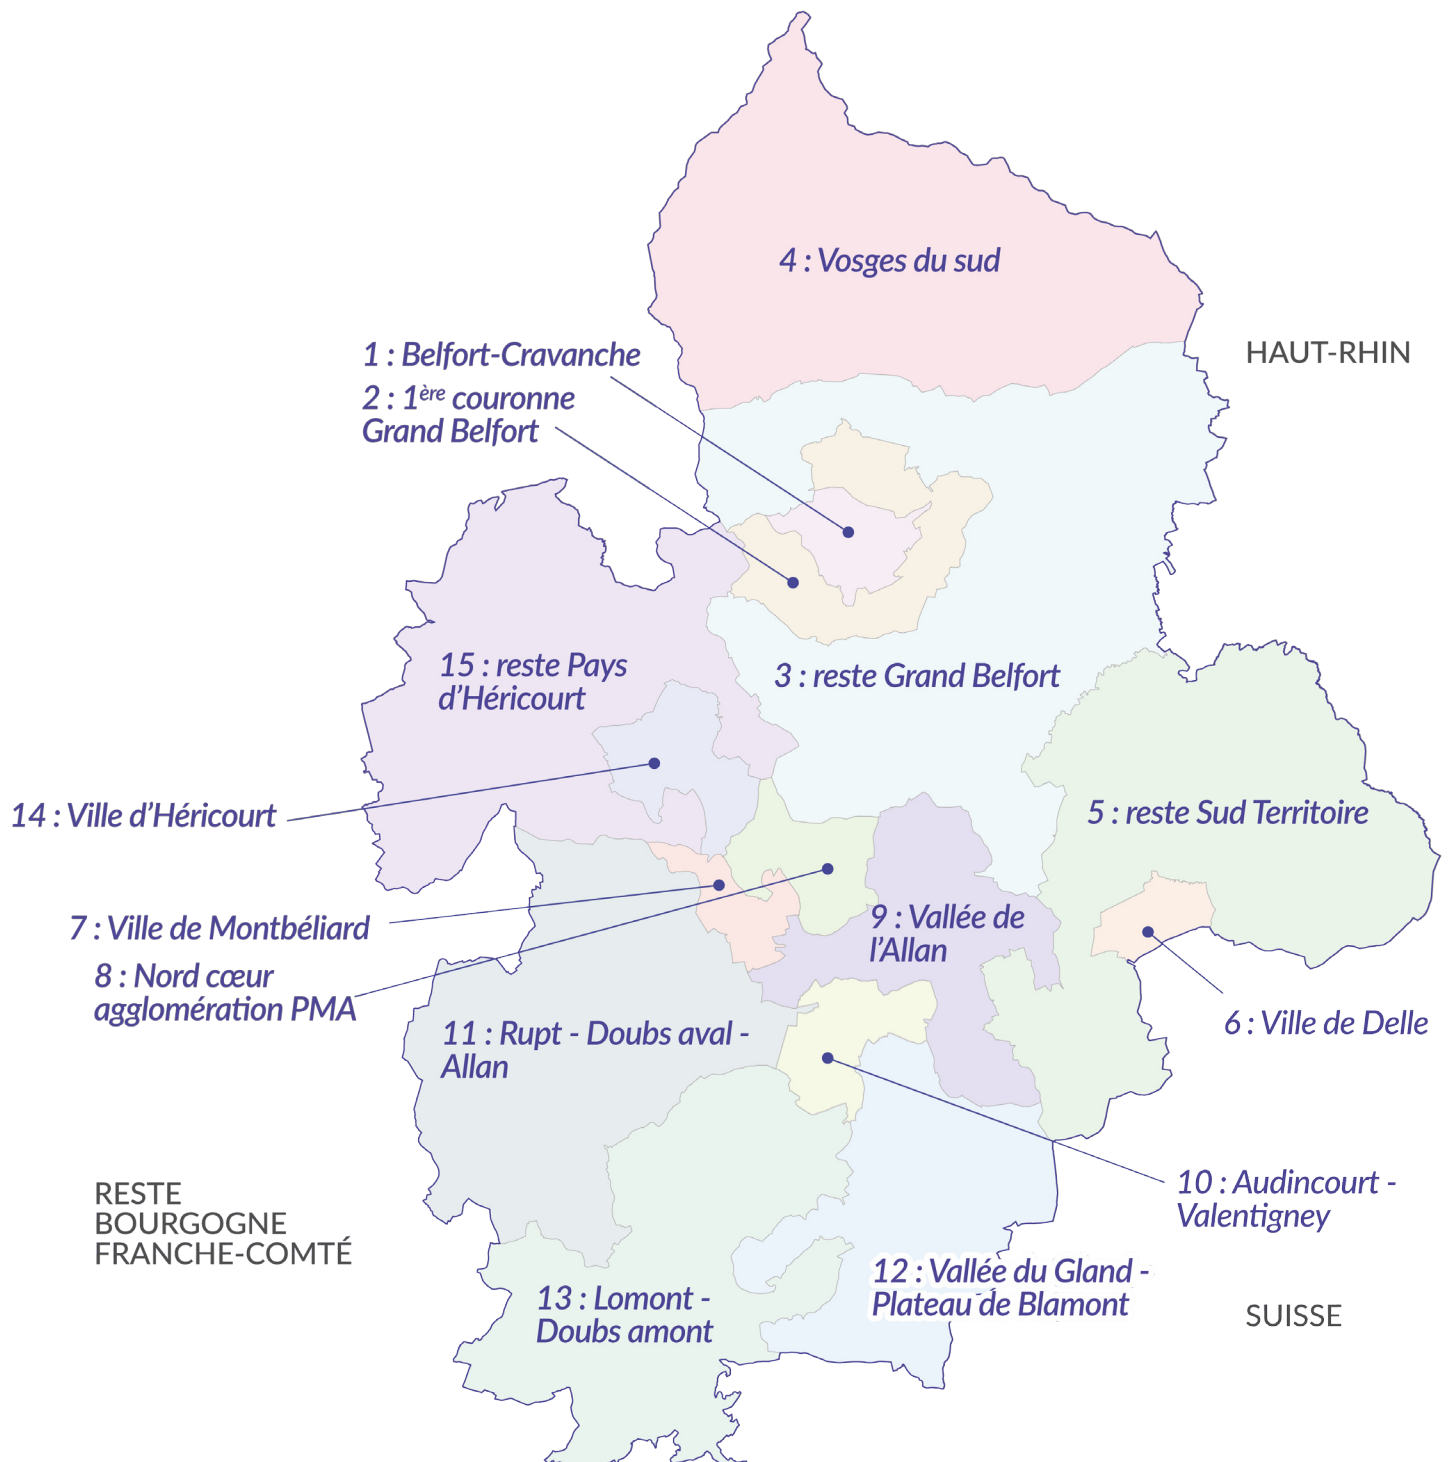 4 : Vosges du sud
HAUT-RHIN
1 : Belfort-Cravanche
2 : 1ère couronne
Grand Belfort
15 : reste Pays
d’Héricourt
3 : reste Grand Belfort
14 : Ville d’Héricourt
5 : reste Sud Territoire
7 : Ville de Montbéliard
9 : Vallée de
l’Allan
8 : Nord cœur
agglomération PMA
6 : Ville de Delle
11 : Rupt - Doubs aval -
Allan
10 : Audincourt -
Valentigney
RESTE
BOURGOGNE
FRANCHE-COMTÉ
12 : Vallée du Gland -
Plateau de Blamont
13 : Lomont -
Doubs amont
SUISSE